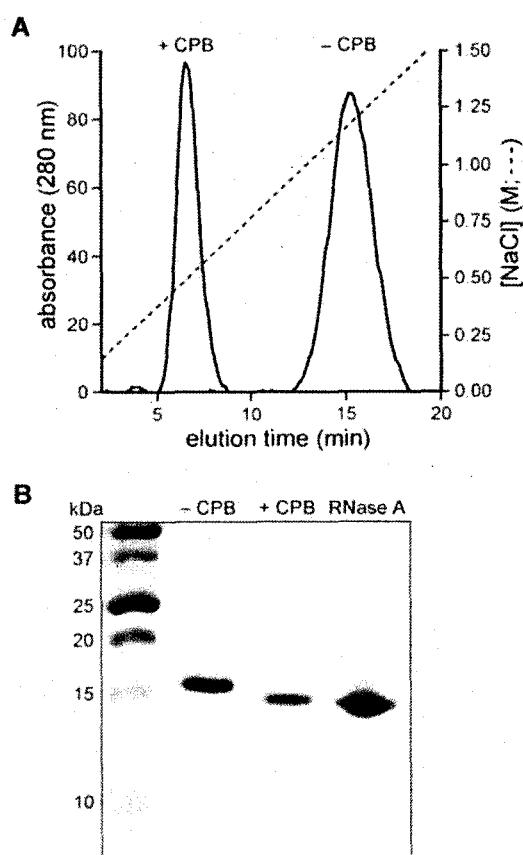 A
+ CPB
– CPB
100
80
60
40
20
0
absorbance (280 nm)
1.50
1.25
1.00
0.75
0.50
0.25
0.00
[NaCl] (M; ---)
5
10
15
20
elution time (min)
B
kDa
– CPB
+ CPB
RNase A
50
37
25
20
15
10